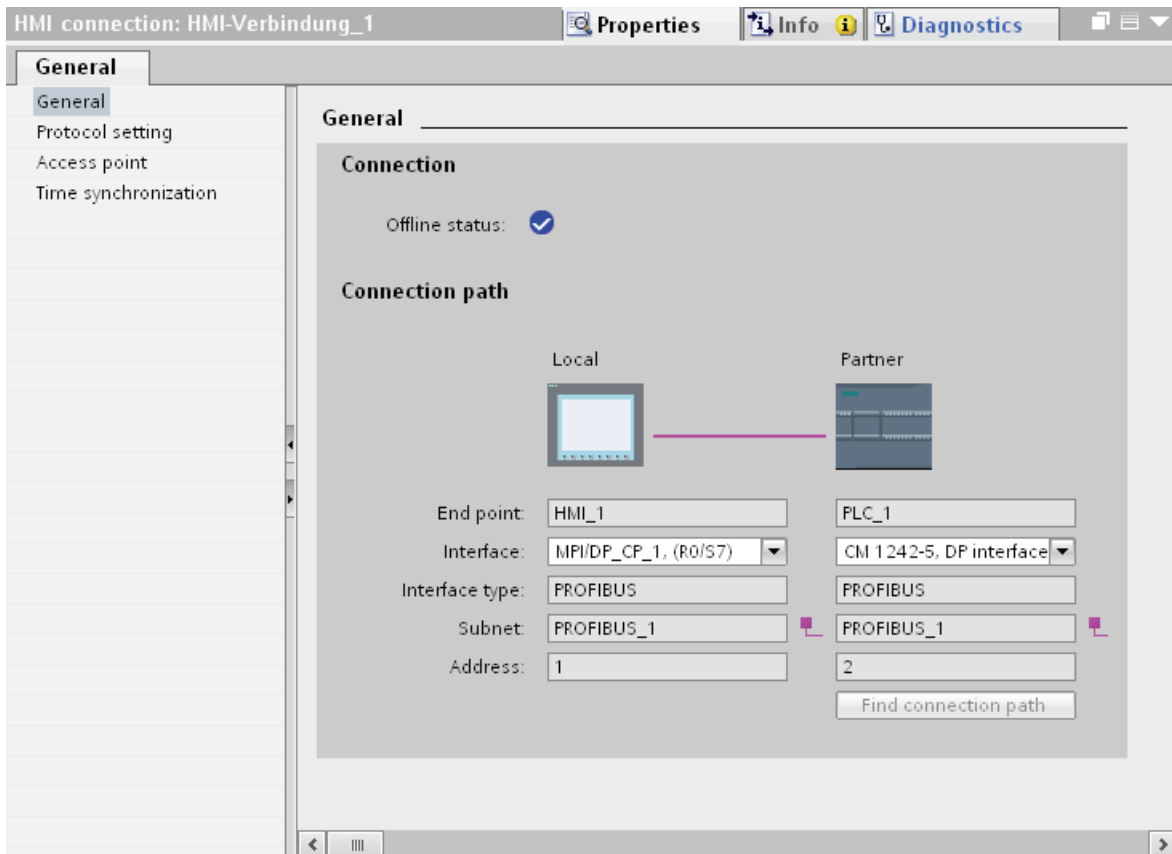 HMI connection: HMI-Verbindung_1
Properties
Info
Diagnostics
General
General
Protocol setting
Access point
Time synchronization
General
Connection
Offline status:
Connection path
Local Partner
End point: HMI_1 PLC_1
Interface: MPI/DP_CP_1, (R0/S7) CM 1242-5, DP interface
Interface type: PROFIBUS PROFIBUS
Subnet: PROFIBUS_1 PROFIBUS_1
Address: 1 2
Find connection path